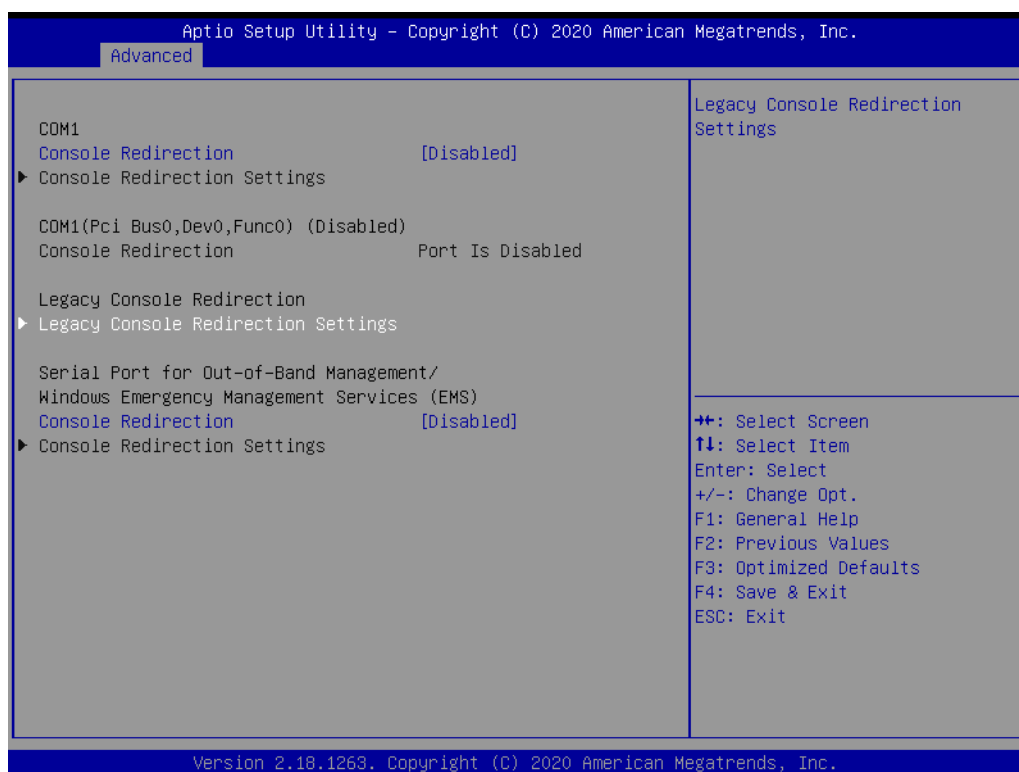 Aptio Setup Utility – Copyright (C) 2020 American Megatrends, Inc.
Advanced
COM1
Console Redirection [Disabled]
▶ Console Redirection Settings
COM1(Pci Bus0,Dev0,Func0) (Disabled)
Console Redirection Port Is Disabled
Legacy Console Redirection
▶ Legacy Console Redirection Settings
Serial Port for Out-of-Band Management/
Windows Emergency Management Services (EMS)
Console Redirection [Disabled]
▶ Console Redirection Settings
Legacy Console Redirection
Settings
→←: Select Screen
↑↓: Select Item
Enter: Select
+/-: Change Opt.
F1: General Help
F2: Previous Values
F3: Optimized Defaults
F4: Save & Exit
ESC: Exit
Version 2.18.1263. Copyright (C) 2020 American Megatrends, Inc.